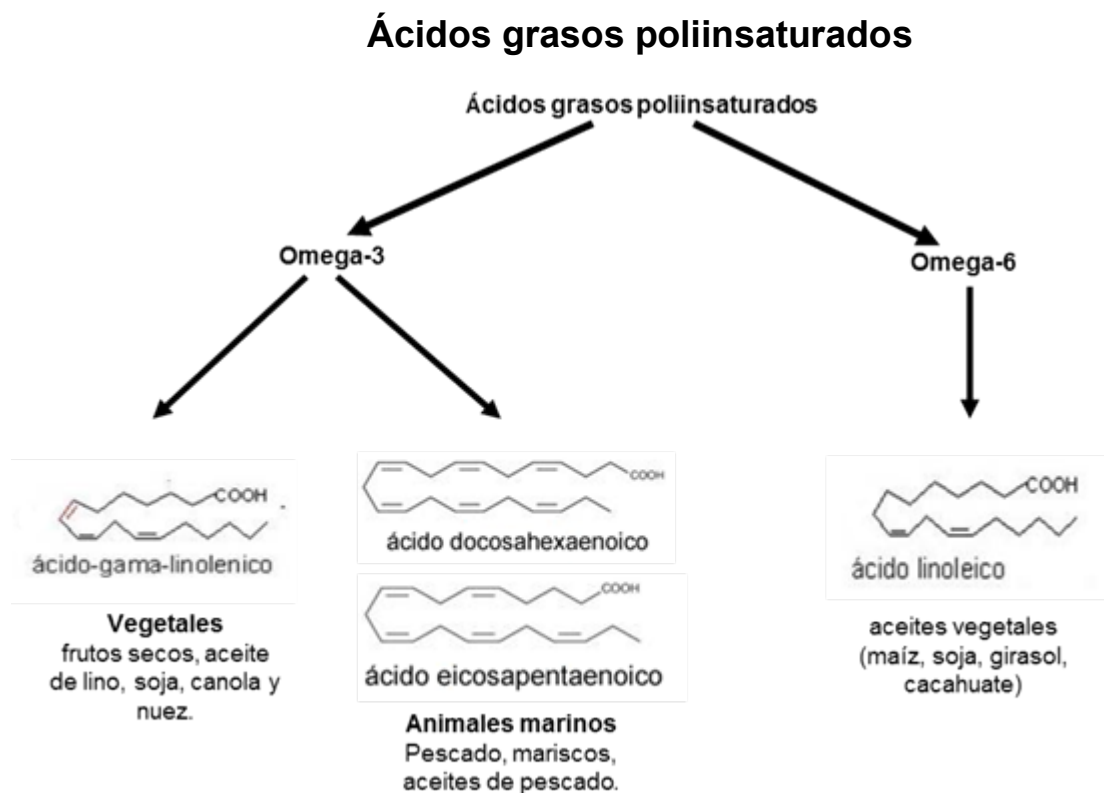 Ácidos grasos poliinsaturados
Ácidos grasos poliinsaturados
Omega-3
Omega-6
COOH
ácido-gama-linolenico
Vegetales
frutos secos, aceite
de lino, soja, canola y
nuez.
COOH
ácido docosahexaenoico
COOH
ácido eicosapentaenoico
Animales marinos
Pescado, mariscos,
aceites de pescado.
COOH
ácido linoleico
aceites vegetales
(maíz, soja, girasol,
cacahuate)